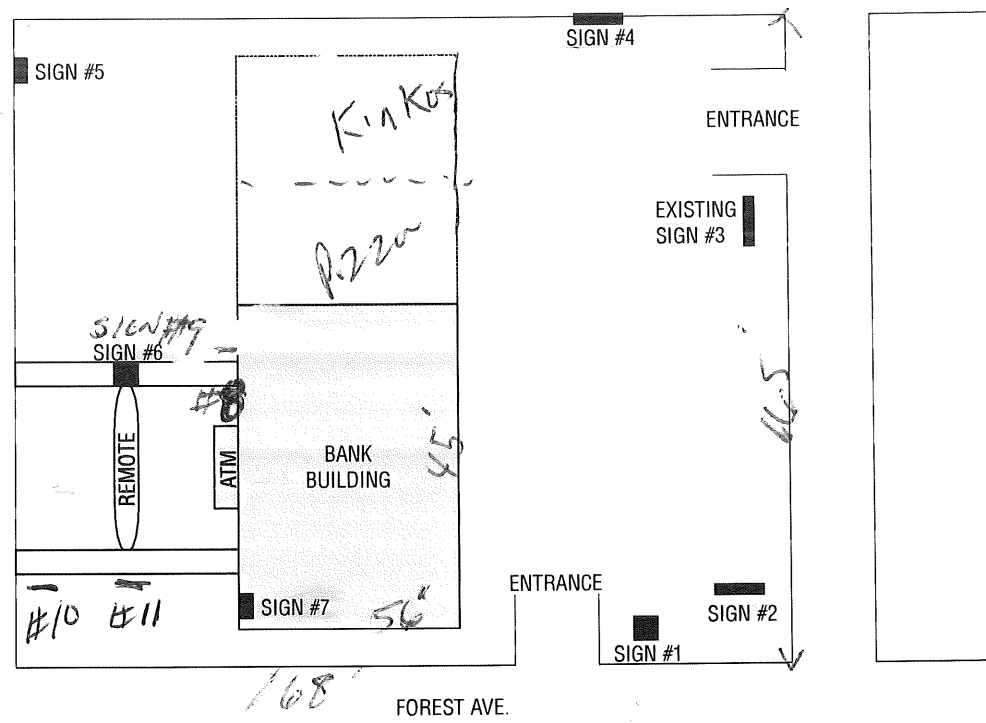 SIGN #4
SIGN #5
KinKos
ENTRANCE
EXISTING
SIGN #3
Pizza
SIGN #9
SIGN #6
#8
REMOTE
ATM
BANK
BUILDING
45'
ENTRANCE
#10
#11
SIGN #7
56"
SIGN #2
SIGN #1
168'
FOREST AVE.